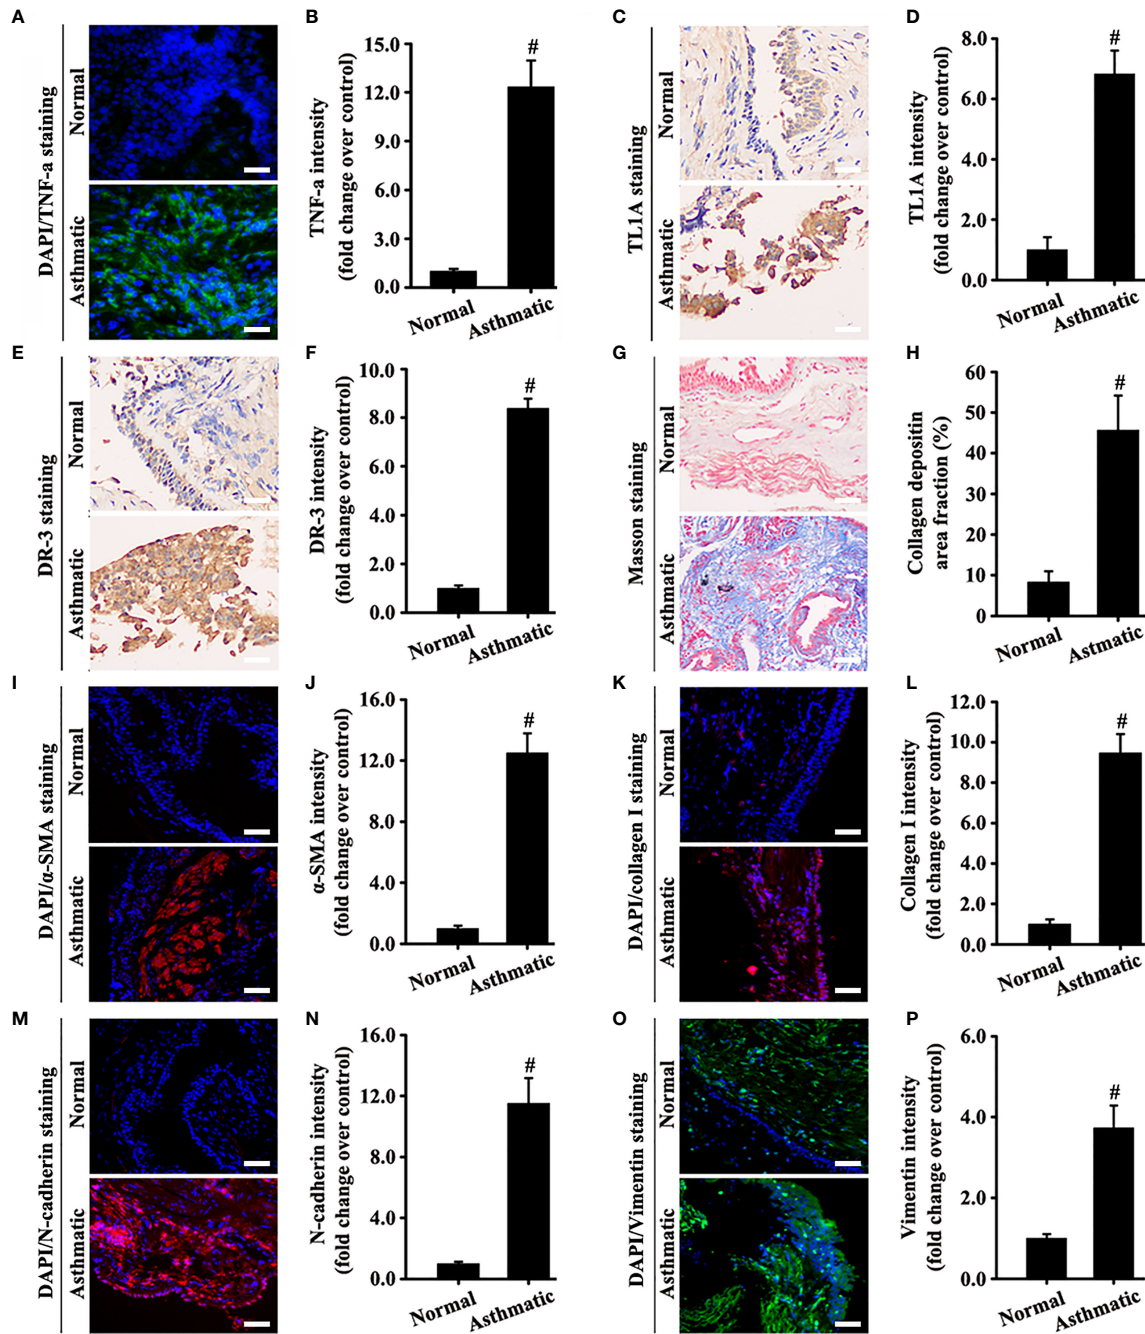 A
DAPI/TNF-a staining
Normal
Asthmatic
B
TNF-a intensity
(fold change over control)
15.0
12.0
9.0
6.0
3.0
0.0
#
Normal
Asthmatic
C
TL1A staining
Normal
Asthmatic
D
TL1A intensity
(fold change over control)
8.0
6.0
4.0
2.0
0.0
#
Normal
Asthmatic
E
DR-3 staining
Normal
Asthmatic
F
DR-3 intensity
(fold change over control)
10.0
8.0
6.0
4.0
2.0
0.0
#
Normal
Asthmatic
G
Masson staining
Normal
Asthmatic
H
Collagen depositin
area fraction (%)
60
50
40
30
20
10
0
#
Normal
Astmatic
I
DAPI/α-SMA staining
Normal
Asthmatic
J
α-SMA intensity
(fold change over control)
16.0
12.0
8.0
4.0
0.0
#
Normal
Asthmatic
K
DAPI/collagen I staining
Normal
Asthmatic
L
Collagen I intensity
(fold change over control)
12.0
10.0
8.0
6.0
4.0
2.0
0.0
#
Normal
Asthmatic
M
DAPI/N-cadherin staining
Normal
Asthmatic
N
N-cadherin intensity
(fold change over control)
16.0
12.0
8.0
4.0
0.0
#
Normal
Asthmatic
O
DAPI/Vimentin staining
Normal
Asthmatic
P
Vimentin intensity
(fold change over control)
6.0
4.0
2.0
0.0
#
Normal
Asthmatic